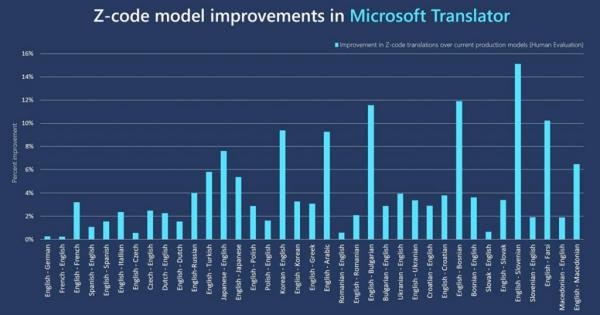 Z-code model improvements in Microsoft Translator
Improvement in Z-code translations over current production models (Human Evaluation)
Percent improvement
16%
14%
12%
10%
8%
6%
4%
2%
0%
English - German
French - English
English - French
Spanish - English
English - Spanish
English - Itallian
English - Czech
Czech - English
Dutch - English
English - Dutch
English-Russian
English - Turkish
Japanese - English
English - Japanese
English - Polish
Polish - English
Korean - English
English - Korean
English - Greek
English - Arabic
Romanian - English
English - Romanian
English - Bulgarian
Bulgarian - English
Ukranian - English
English - Ukranian
Croatian - English
English - Croatian
English - Bosnian
Bosnian - English
Slovak - English
English - Slovak
English - Slovenian
Slovenian - English
English - Farsi
Macedonian - English
English - Macedonian